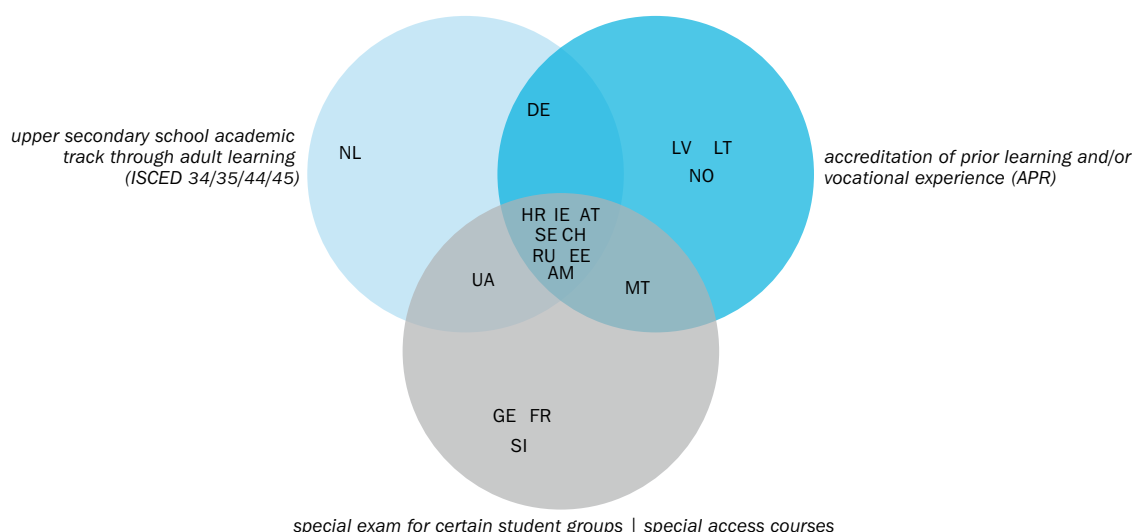 DE
upper secondary school academic
track through adult learning
(ISCED 34/35/44/45)
NL
LV LT
NO
accreditation of prior learning and/or
vocational experience (APR)
HR IE AT
SE CH
RU EE
AM
UA
MT
GE FR
SI
special exam for certain student groups | special access courses